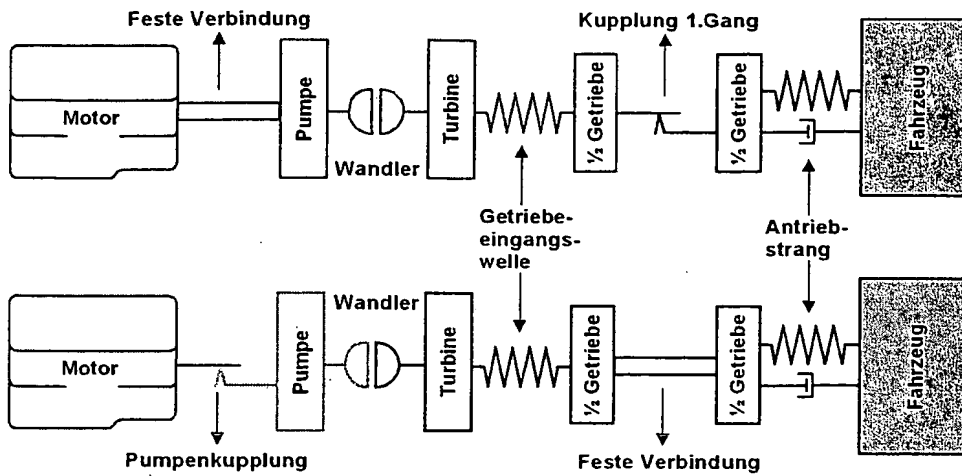 Feste Verbindung
Kupplung 1.Gang
Motor
Pumpe
Wandler
Turbine
½ Getriebe
½ Getriebe
Fahrzeug
Getriebe-
eingangs-
welle
Antrieb-
strang
Motor
Pumpe
Wandler
Turbine
½ Getriebe
½ Getriebe
Fahrzeug
Pumpenkupplung
Feste Verbindung